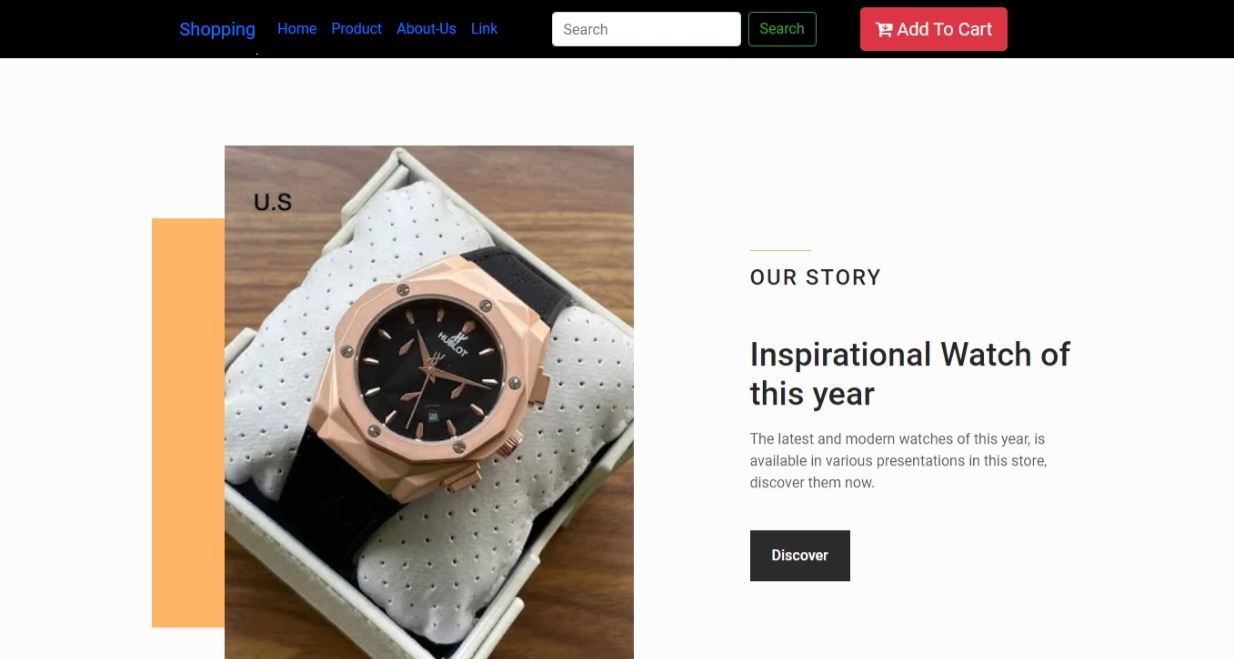 Shopping
Home
Product
About-Us
Link
Search
Search
Add To Cart
U.S
HUBLOT
OUR STORY
Inspirational Watch of
this year
The latest and modern watches of this year, is
available in various presentations in this store,
discover them now.
Discover